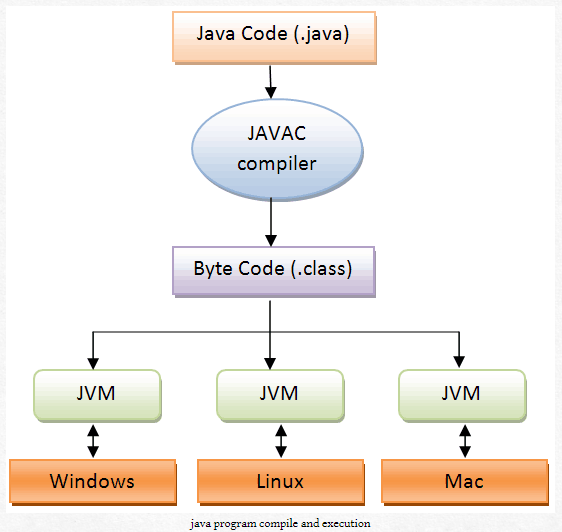 Java Code (.java)
JAVAC
compiler
Byte Code (.class)
JVM
JVM
JVM
Windows
Linux
Mac
java program compile and execution